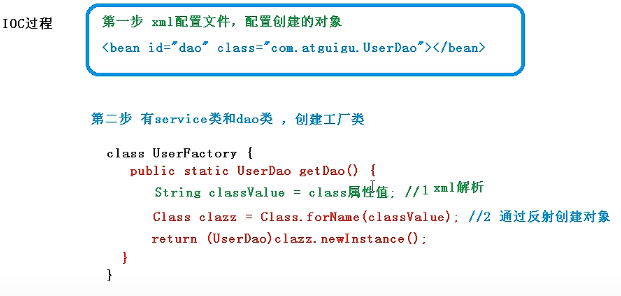 IOC过程
第一步 xml配置文件，配置创建的对象
<bean id="dao" class="com.atguigu.UserDao"></bean>
第二步 有service类和dao类 ，创建工厂类
class UserFactory {
public static UserDao getDao() {
String classValue = class属性值; //1 xml解析
Class clazz = Class.forName(classValue); //2 通过反射创建对象
return (UserDao)clazz.newInstance();
}
}